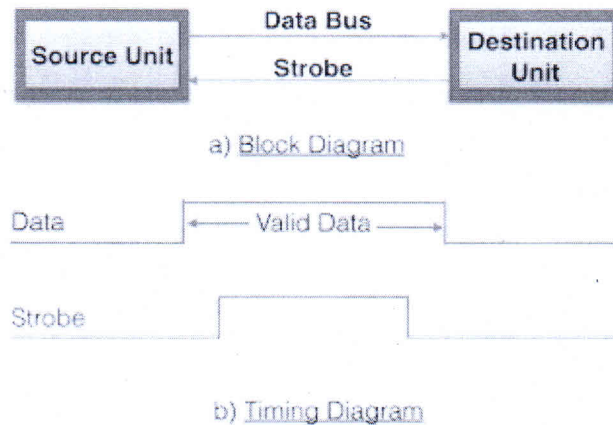 Data Bus
Source Unit
Strobe
Destination
Unit
a) Block Diagram
Data
Valid Data
Strobe
b) Timing Diagram